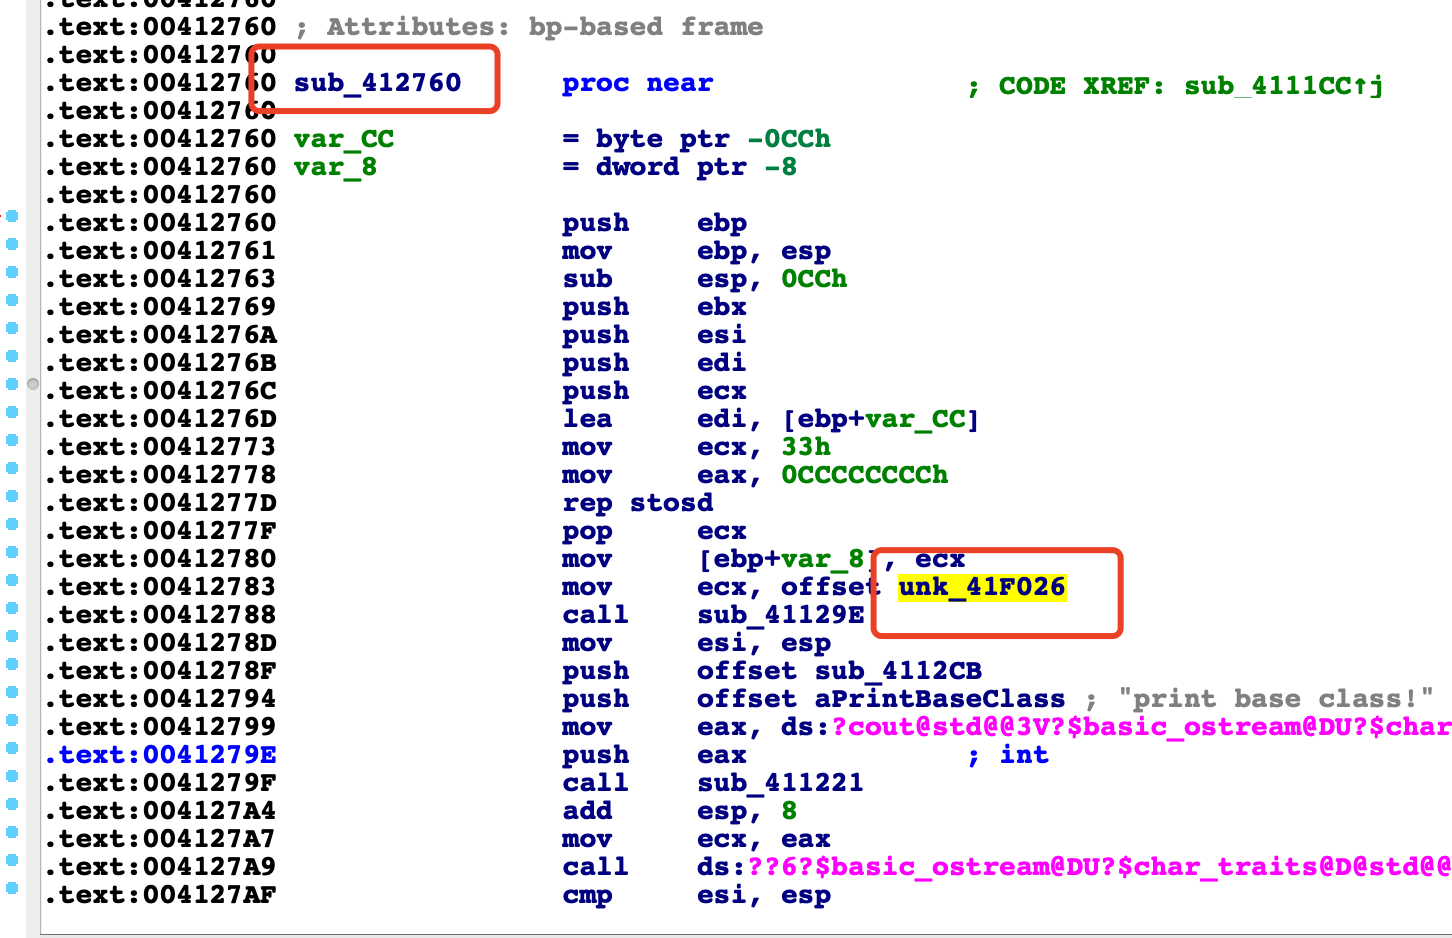 .text:00412760
.text:00412760 ; Attributes: bp-based frame
.text:00412760
.text:00412760 sub_412760 proc near ; CODE XREF: sub_4111CC↑j
.text:00412760
.text:00412760 var_CC = byte ptr -0CCh
.text:00412760 var_8 = dword ptr -8
.text:00412760
.text:00412760 push ebp
.text:00412761 mov ebp, esp
.text:00412763 sub esp, 0CCh
.text:00412769 push ebx
.text:0041276A push esi
.text:0041276B push edi
.text:0041276C push ecx
.text:0041276D lea edi, [ebp+var_CC]
.text:00412773 mov ecx, 33h
.text:00412778 mov eax, 0CCCCCCCCh
.text:0041277D rep stosd
.text:0041277F pop ecx
.text:00412780 mov [ebp+var_8], ecx
.text:00412783 mov ecx, offset unk_41F026
.text:00412788 call sub_41129E
.text:0041278D mov esi, esp
.text:0041278F push offset sub_4112CB
.text:00412794 push offset aPrintBaseClass ; "print base class!"
.text:00412799 mov eax, ds:?cout@std@@3V?$basic_ostream@DU?$char
.text:0041279E push eax ; int
.text:0041279F call sub_411221
.text:004127A4 add esp, 8
.text:004127A7 mov ecx, eax
.text:004127A9 call ds:??6?$basic_ostream@DU?$char_traits@D@std@@
.text:004127AF cmp esi, esp